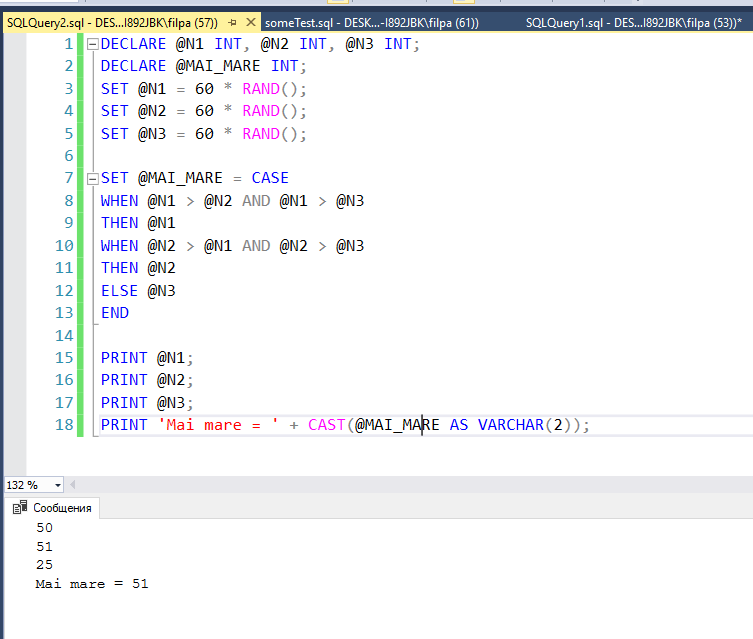 SQLQuery2.sql - DES...I892JBK\filpa (57))
someTest.sql - DESK...-I892JBK\filpa (61))
SQLQuery1.sql - DES...I892JBK\filpa (53))*
1 DECLARE @N1 INT, @N2 INT, @N3 INT;
2 DECLARE @MAI_MARE INT;
3 SET @N1 = 60 * RAND();
4 SET @N2 = 60 * RAND();
5 SET @N3 = 60 * RAND();
6
7 SET @MAI_MARE = CASE
8 WHEN @N1 > @N2 AND @N1 > @N3
9 THEN @N1
10 WHEN @N2 > @N1 AND @N2 > @N3
11 THEN @N2
12 ELSE @N3
13 END
14
15 PRINT @N1;
16 PRINT @N2;
17 PRINT @N3;
18 PRINT 'Mai mare = ' + CAST(@MAI_MARE AS VARCHAR(2));
132 %
Сообщения
50
51
25
Mai mare = 51